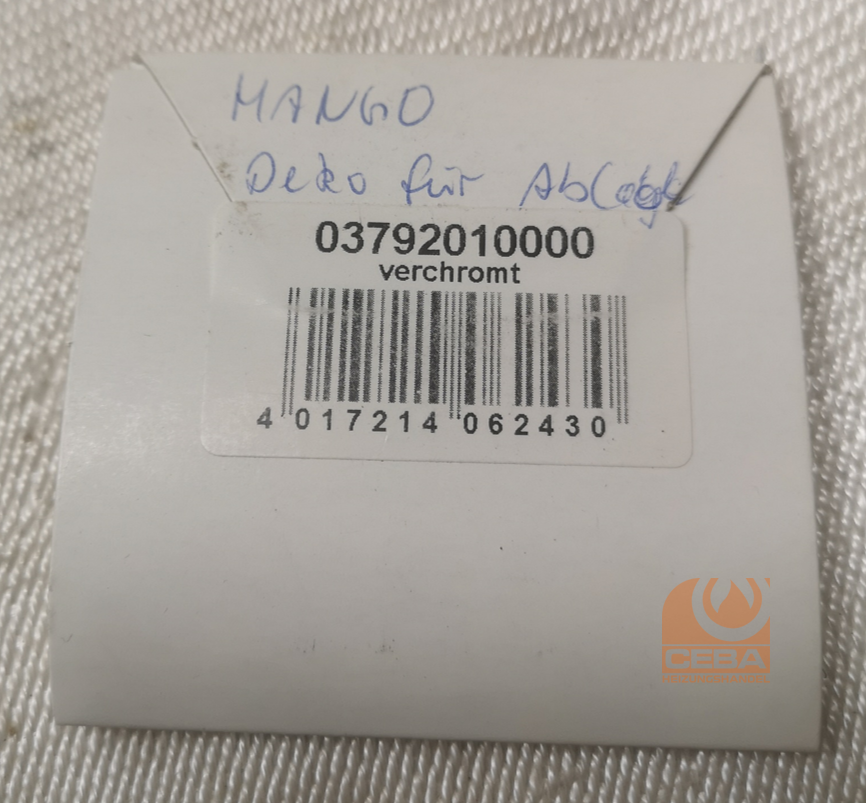 MANGO
Deko für
03792010000
verchromt
4 017214 062430
CEBA